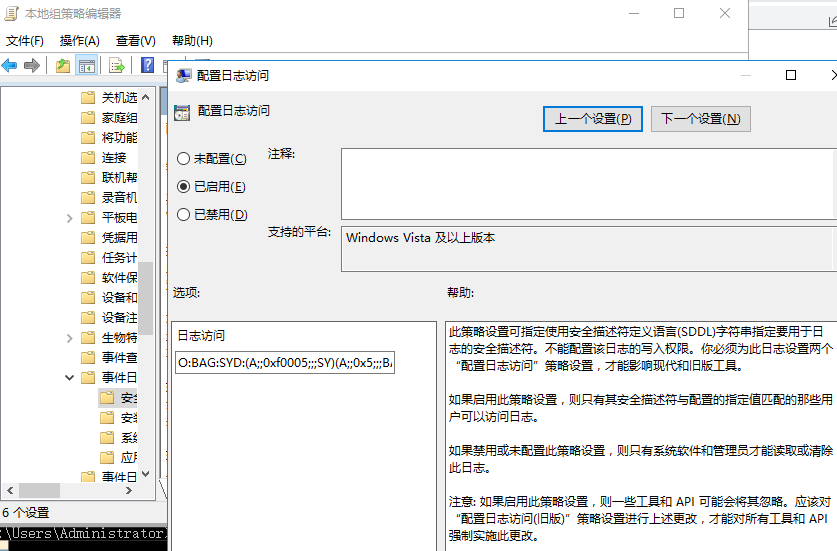 本地组策略编辑器
文件(F) 操作(A) 查看(V) 帮助(H)
关机选
家庭组
将功能
连接
联机帮
录音机
平板电
凭据用
任务计
软件保
设备和
设备注
生物特
事件查
事件日
安全
安装
系统
应用
事件日
6 个设置
:\Users\Administrator
配置日志访问
配置日志访问
上一个设置(P) 下一个设置(N)
未配置(C)
已启用(E)
已禁用(D)
注释:
支持的平台:
Windows Vista 及以上版本
选项:
帮助:
日志访问
O:BAG:SYD:(A;;0xf0005;;;SY)(A;;0x5;;;BA
此策略设置可指定使用安全描述符定义语言(SDDL)字符串指定要用于日
志的安全描述符。不能配置该日志的写入权限。你必须为此日志设置两个
“配置日志访问”策略设置，才能影响现代和旧版工具。
如果启用此策略设置，则只有其安全描述符与配置的指定值匹配的那些用
户可以访问日志。
如果禁用或未配置此策略设置，则只有系统软件和管理员才能读取或清除
此日志。
注意: 如果启用此策略设置，则一些工具和 API 可能会将其忽略。应该对
“配置日志访问(旧版)”策略设置进行上述更改，才能对所有工具和 API
强制实施此更改。